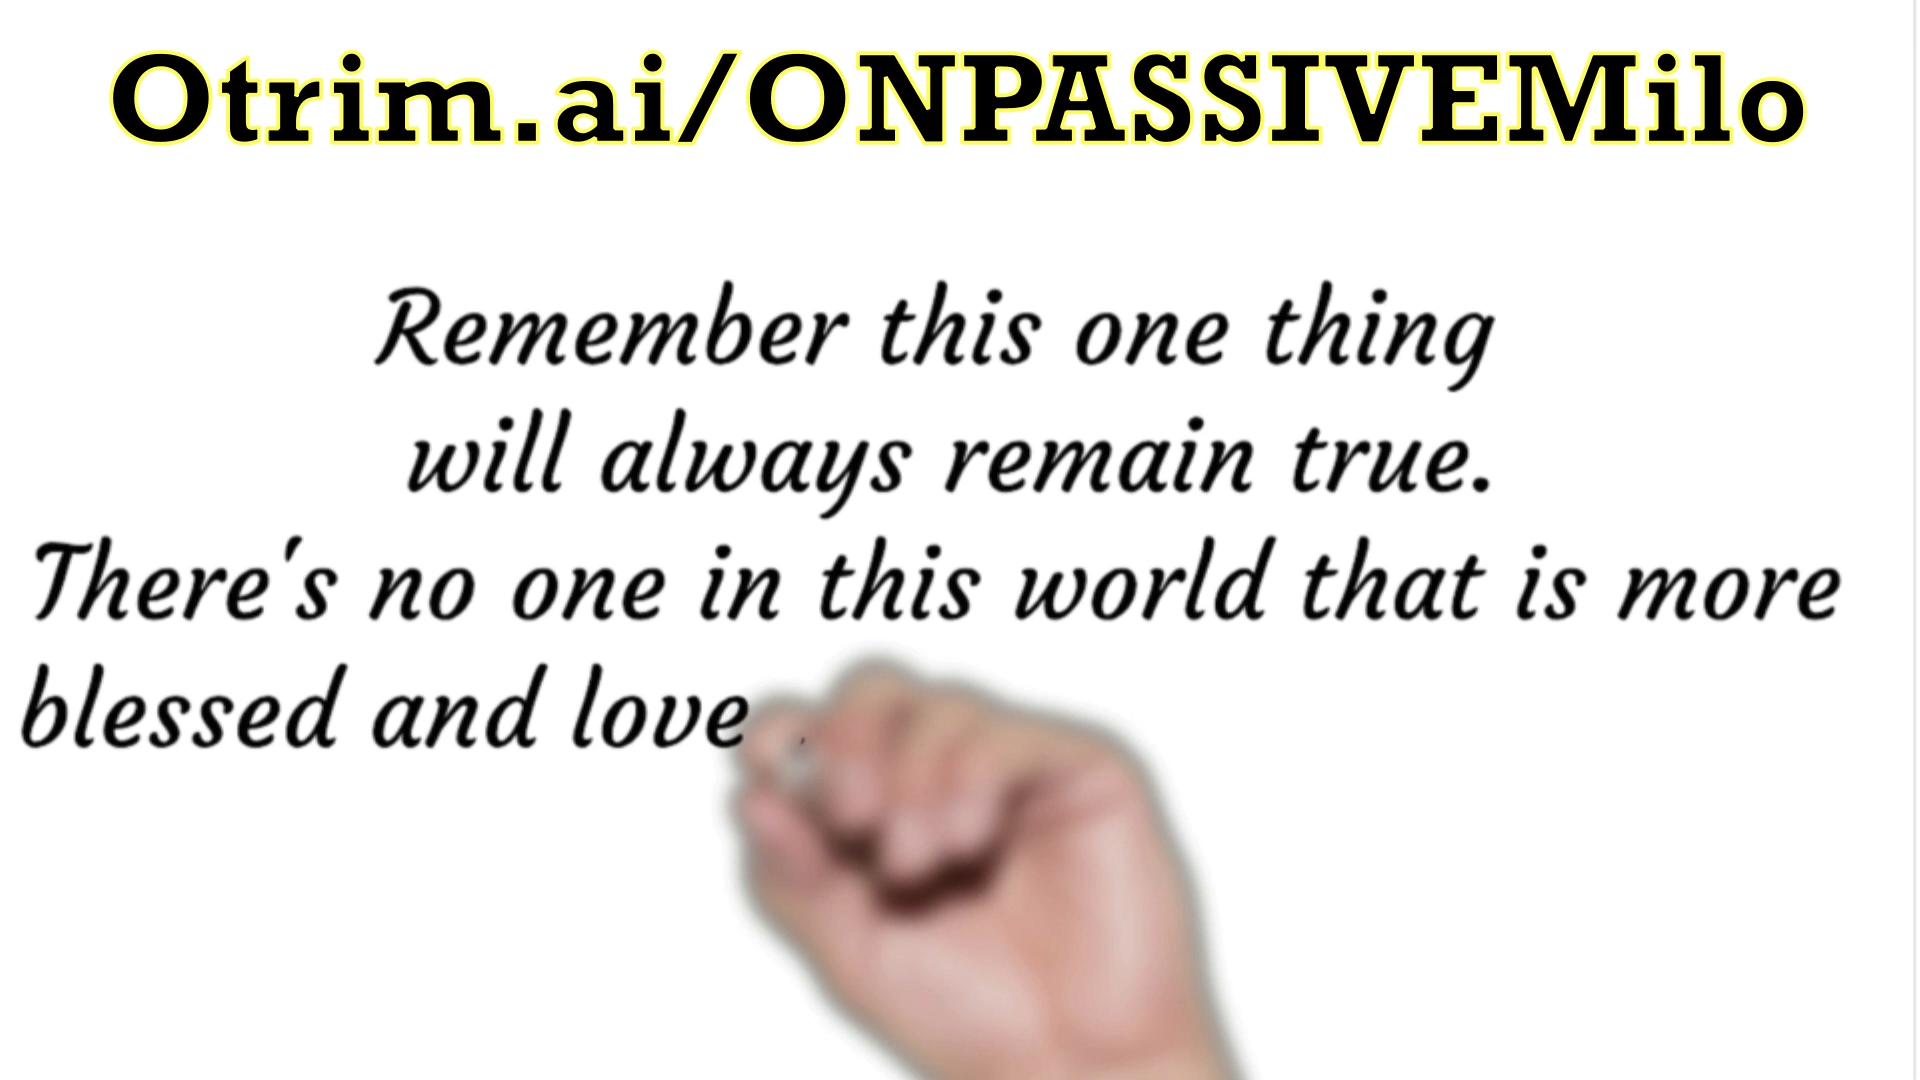 Otrim.ai/ONPASSIVEMilo
Remember this one thing
will always remain true.
There's no one in this world that is more
blessed and love